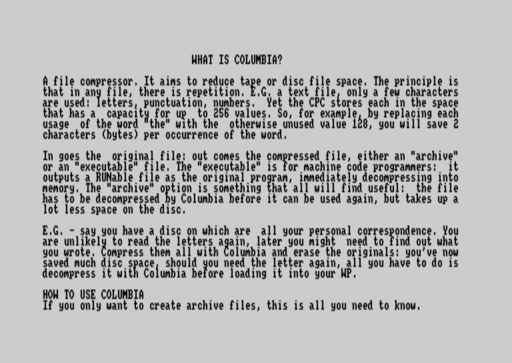 WHAT IS COLUMBIA?
A file compressor. It aims to reduce tape or disc file space. The principle is
that in any file, there is repetition. E.G. a text file, only a few characters
are used: letters, punctuation, numbers.  Yet the CPC stores each in the space
that has a  capacity for up  to 256 values. So, for example, by replacing each
usage  of the word "the" with the  otherwise unused value 128, you will save 2
characters (bytes) per occurrence of the word.
In goes the  original file: out comes the compressed file, either an "archive"
or an "executable" file. The "executable" is for machine code programmers:  it
outputs a RUNable file as the original program, immediately decompressing into
memory. The "archive" option is something that all will find useful:  the file
has to be decompressed by Columbia before it can be used again, but takes up a
lot less space on the disc.
E.G. - say you have a disc on which are  all your personal correspondence. You
are unlikely to read the letters again, later you might  need to find out what
you wrote. Compress them all with Columbia and erase the originals: you've now
saved much disc space, should you need the letter again, all you have to do is
decompress it with Columbia before loading it into your WP.
HOW TO USE COLUMBIA
If you only want to create archive files, this is all you need to know.